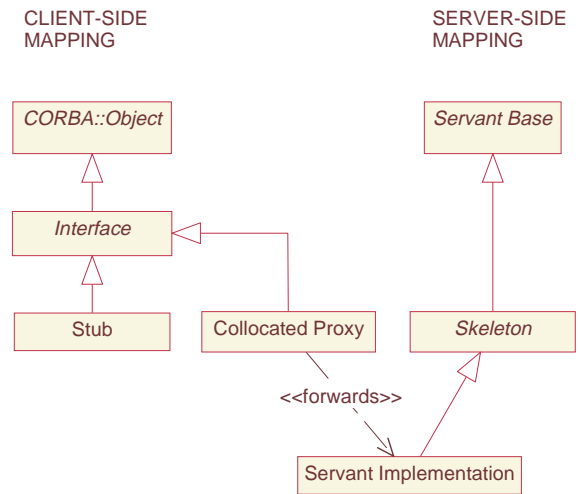 CLIENT-SIDE
MAPPING
SERVER-SIDE
MAPPING
CORBA::Object
Servant Base
Interface
Stub
Collocated Proxy
Skeleton
<<forwards>>
Servant Implementation